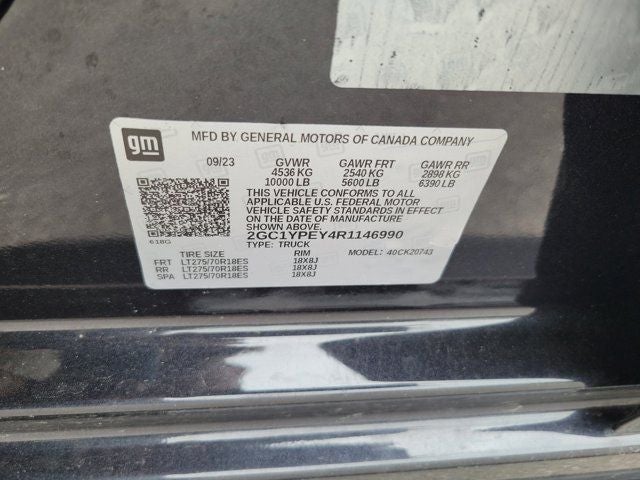 gm
MFD BY GENERAL MOTORS OF CANADA COMPANY
09/23 GVWR GAWR FRT GAWR RR
4536 KG 2540 KG 2898 KG
10000 LB 5600 LB 6390 LB
THIS VEHICLE CONFORMS TO ALL
APPLICABLE U.S. FEDERAL MOTOR
VEHICLE SAFETY STANDARDS IN EFFECT
ON THE DATE OF MANUFACTURE
SHOWN ABOVE.
2GC1YPEY4R1146990
618G TYPE: TRUCK
TIRE SIZE RIM MODEL: 40CK20743
FRT LT275/70R18ES 18X8J
RR LT275/70R18ES 18X8J
SPA LT275/70R18ES 18X8J